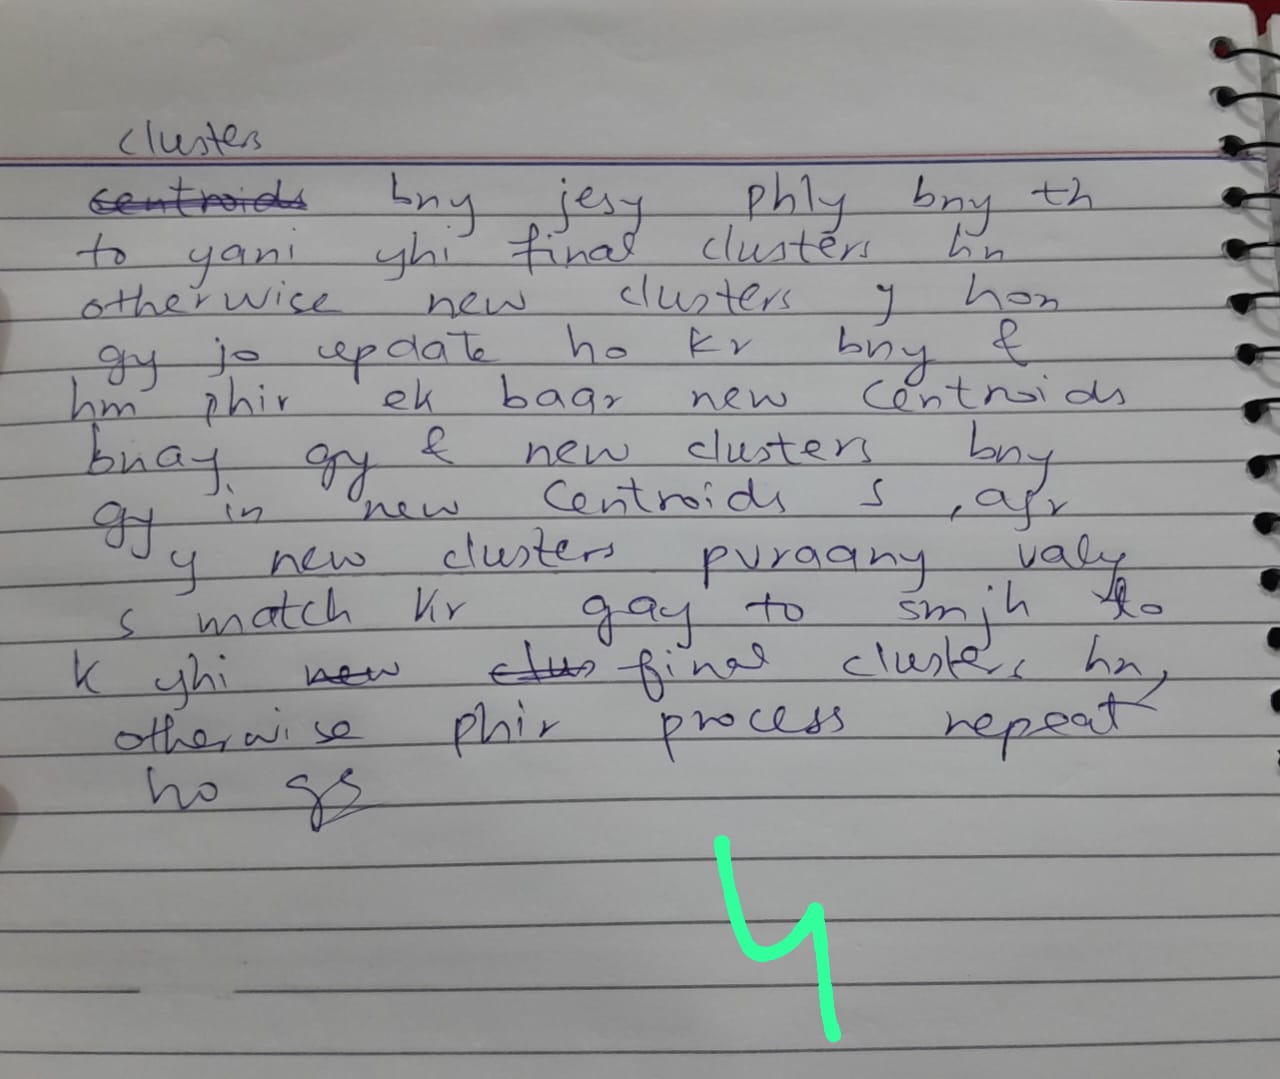 clusters
centroids bny jesy phly bny th
to yani yhi final clusters hn
otherwise new clusters y hon
gy jo update ho kr bny &
hm phir ek baar new centroids
bnay gy & new clusters bny
gy in new centroids s , agr
y new clusters puraany valy
s match kr gay to smjh lo
k yhi new clus final clusters hn,
otherwise phir process repeat
ho ga
4